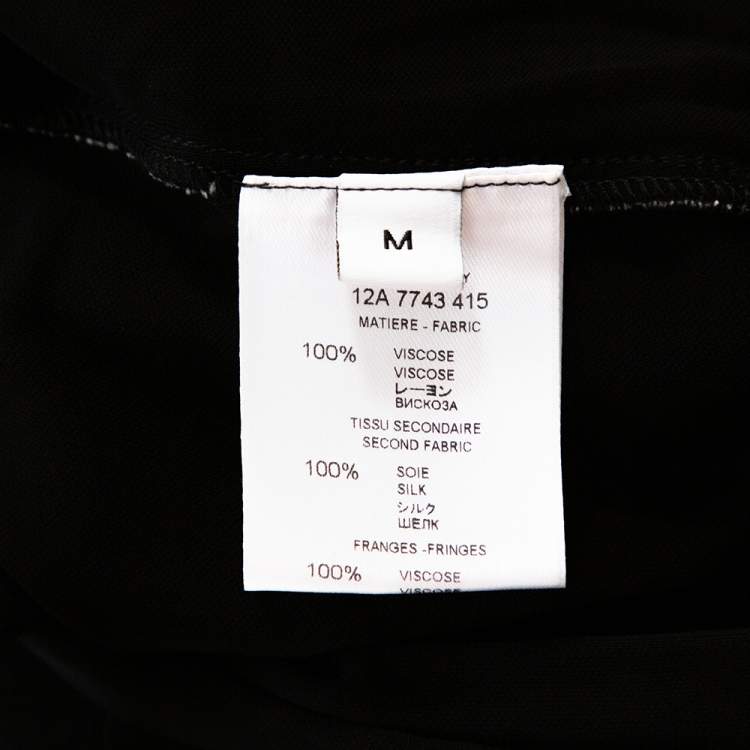 M
Y
12A 7743 415
MATIERE - FABRIC
100% VISCOSE
VISCOSE
レーヨン
ВИСКОЗА
TISSU SECONDAIRE
SECOND FABRIC
100% SOIE
SILK
シルク
ШЕЛК
FRANGES -FRINGES
100% VISCOSE
VISCOSE